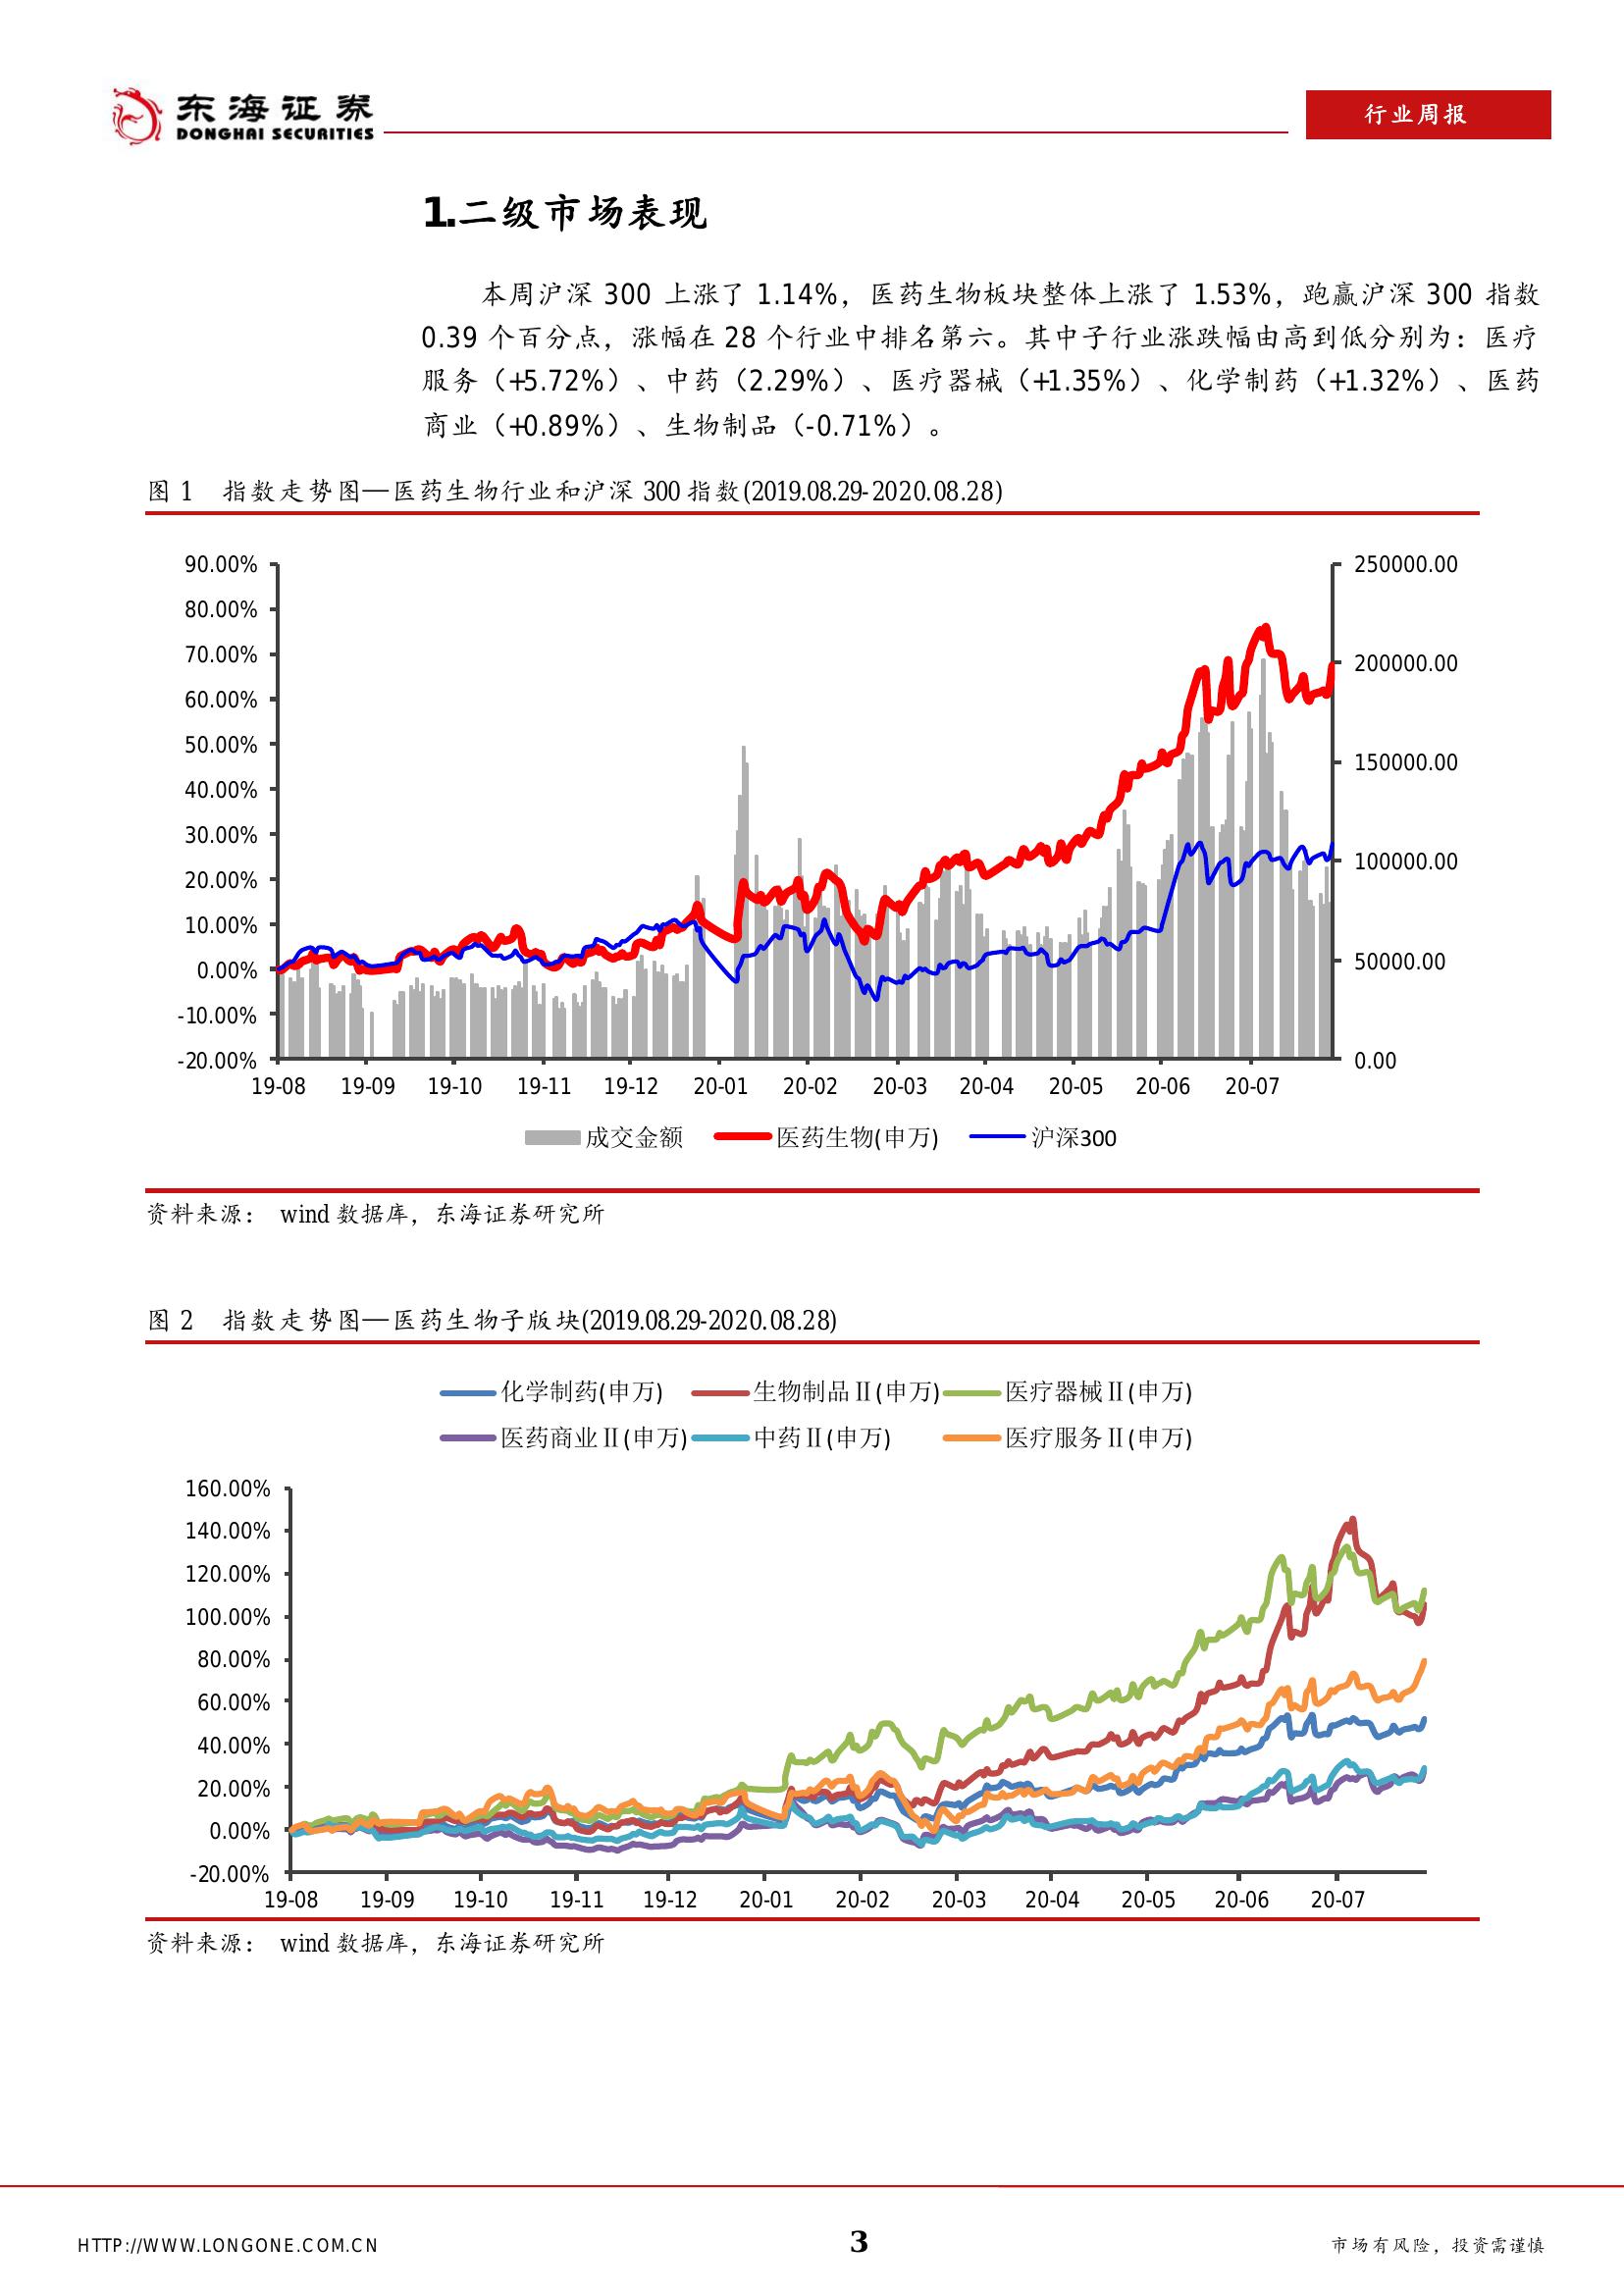 东海证券
DONGHAI SECURITIES
行业周报
1.二级市场表现
本周沪深 300 上涨了 1.14%，医药生物板块整体上涨了 1.53%，跑赢沪深 300 指数
0.39 个百分点，涨幅在 28 个行业中排名第六。其中子行业涨跌幅由高到低分别为：医疗
服务（+5.72%）、中药（2.29%）、医疗器械（+1.35%）、化学制药（+1.32%）、医药
商业（+0.89%）、生物制品（-0.71%）。
图 1 指数走势图—医药生物行业和沪深 300 指数(2019.08.29-2020.08.28)
90.00%
80.00%
70.00%
60.00%
50.00%
40.00%
30.00%
20.00%
10.00%
0.00%
-10.00%
-20.00%
250000.00
200000.00
150000.00
100000.00
50000.00
0.00
19-08 19-09 19-10 19-11 19-12 20-01 20-02 20-03 20-04 20-05 20-06 20-07
成交金额 医药生物(申万) 沪深300
资料来源： wind 数据库，东海证券研究所
图 2 指数走势图—医药生物子版块(2019.08.29-2020.08.28)
化学制药(申万) 生物制品Ⅱ(申万) 医疗器械Ⅱ(申万)
医药商业Ⅱ(申万) 中药Ⅱ(申万) 医疗服务Ⅱ(申万)
160.00%
140.00%
120.00%
100.00%
80.00%
60.00%
40.00%
20.00%
0.00%
-20.00%
19-08 19-09 19-10 19-11 19-12 20-01 20-02 20-03 20-04 20-05 20-06 20-07
资料来源： wind 数据库，东海证券研究所
HTTP://WWW.LONGONE.COM.CN
3
市场有风险，投资需谨慎